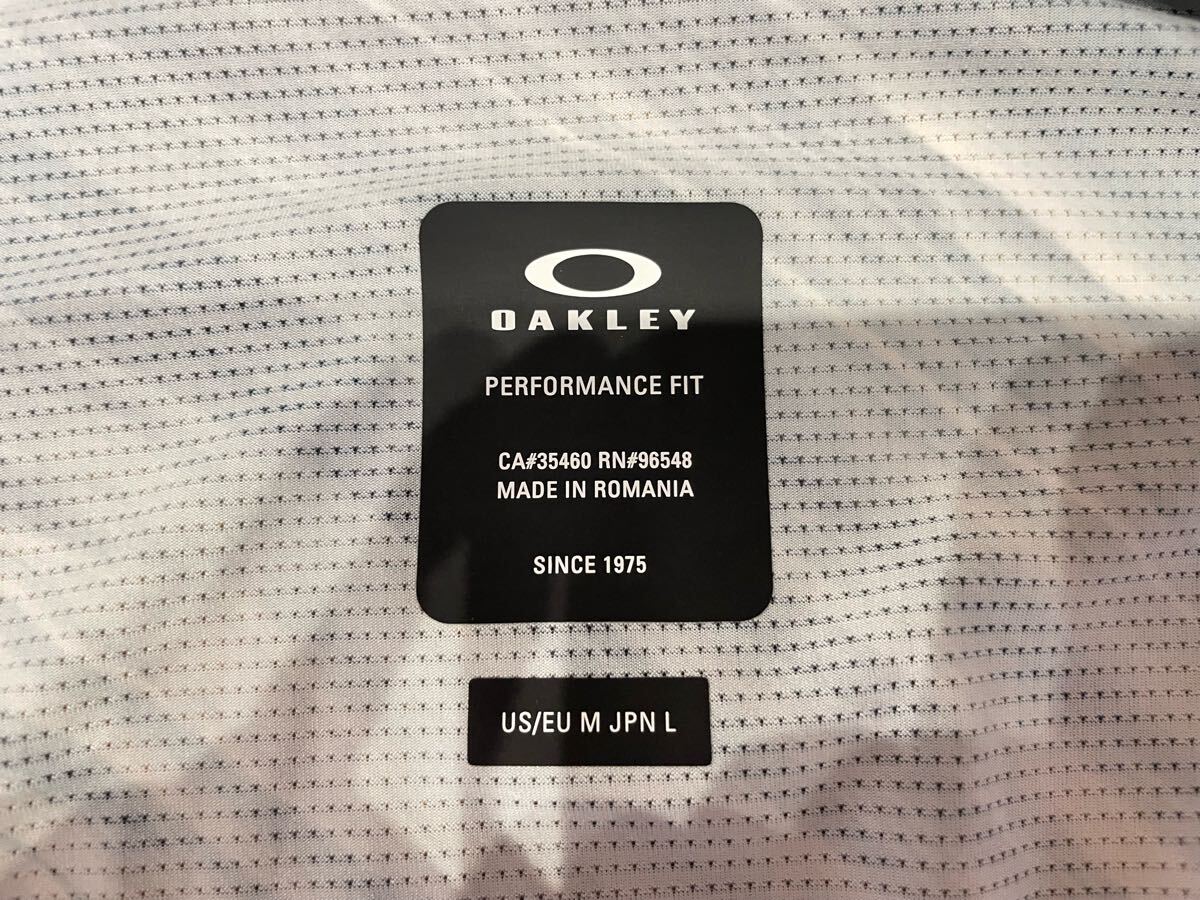 OAKLEY
PERFORMANCE FIT
CA#35460 RN#96548
MADE IN ROMANIA
SINCE 1975
US/EU M JPN L